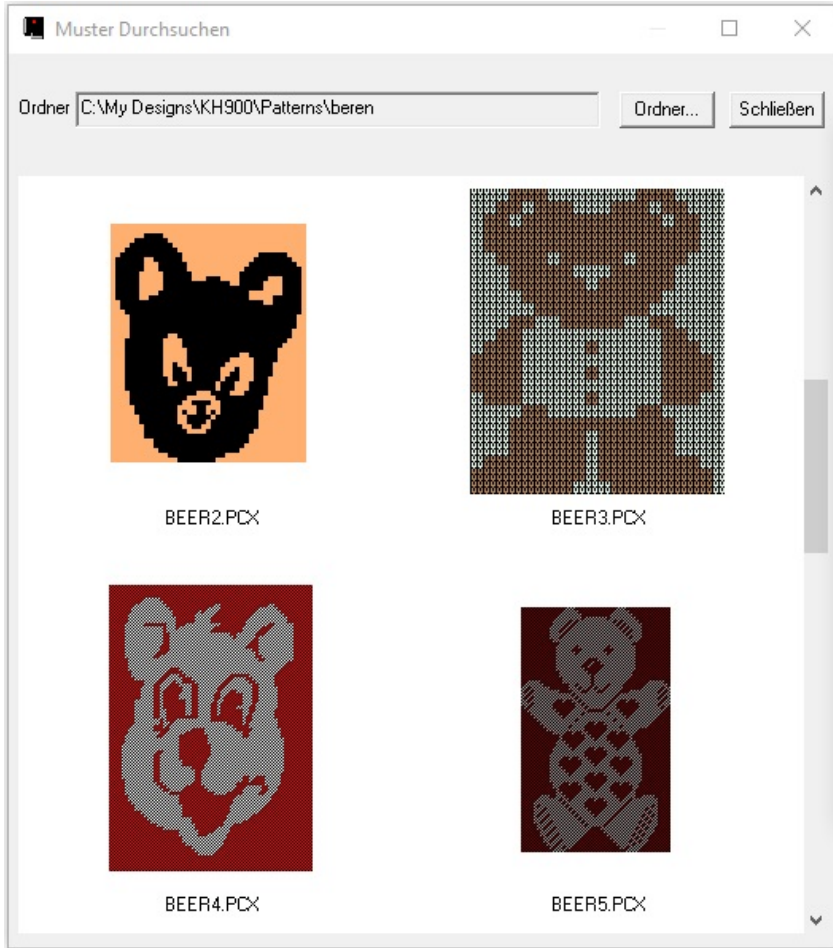 Muster Durchsuchen
Ordner C:\My Designs\KH900\Patterns\beren Ordner... Schließen
BEER2.PCX BEER3.PCX
BEER4.PCX BEER5.PCX